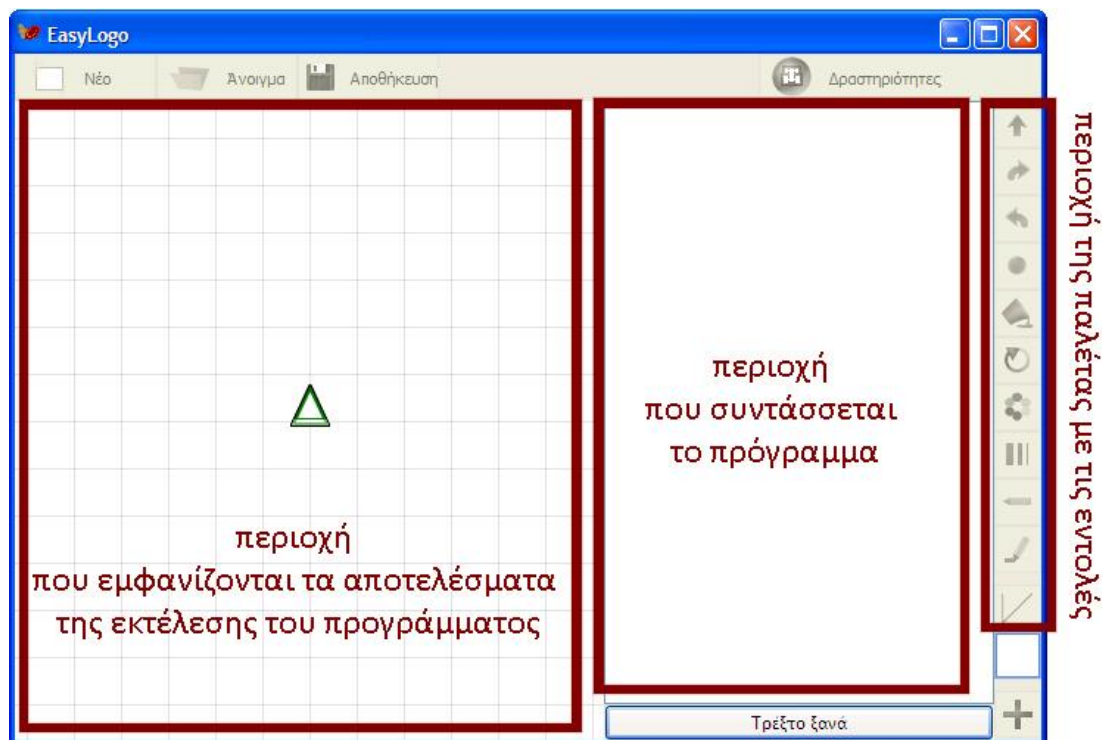 EasyLogo
Νέο Άνοιγμα Αποθήκευση Δραστηριότητες
περιοχή
που εμφανίζονται τα αποτελέσματα
της εκτέλεσης του προγράμματος
περιοχή
που συντάσσεται
το πρόγραμμα
περιοχή της παλέτας με τις εντολές
Τρέξτο ξανά